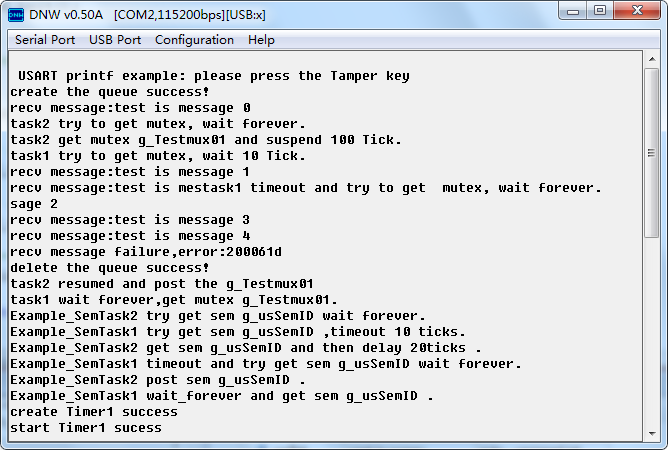 DNW v0.50A [COM2,115200bps][USB:x]
Serial Port USB Port Configuration Help
USART printf example: please press the Tamper key
create the queue success!
recv message:test is message 0
task2 try to get mutex, wait forever.
task2 get mutex g_Testmux01 and suspend 100 Tick.
task1 try to get mutex, wait 10 Tick.
recv message:test is message 1
recv message:test is mestask1 timeout and try to get  mutex, wait forever.
sage 2
recv message:test is message 3
recv message:test is message 4
recv message failure,error:200061d
delete the queue success!
task2 resumed and post the g_Testmux01
task1 wait forever,get mutex g_Testmux01.
Example_SemTask2 try get sem g_usSemID wait forever.
Example_SemTask1 try get sem g_usSemID ,timeout 10 ticks.
Example_SemTask2 get sem g_usSemID and then delay 20ticks .
Example_SemTask1 timeout and try get sem g_usSemID wait forever.
Example_SemTask2 post sem g_usSemID .
Example_SemTask1 wait_forever and get sem g_usSemID .
create Timer1 success
start Timer1 sucess